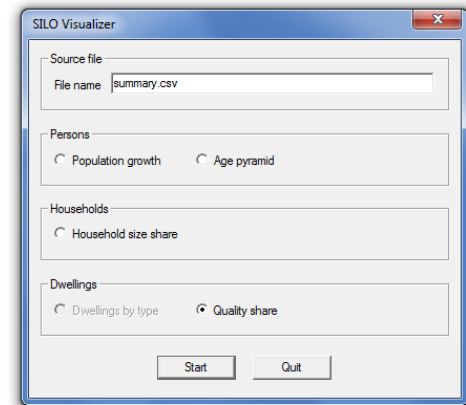 SILO Visualizer
Source file
File name summary.csv
Persons
Population growth Age pyramid
Households
Household size share
Dwellings
Dwellings by type Quality share
Start Quit